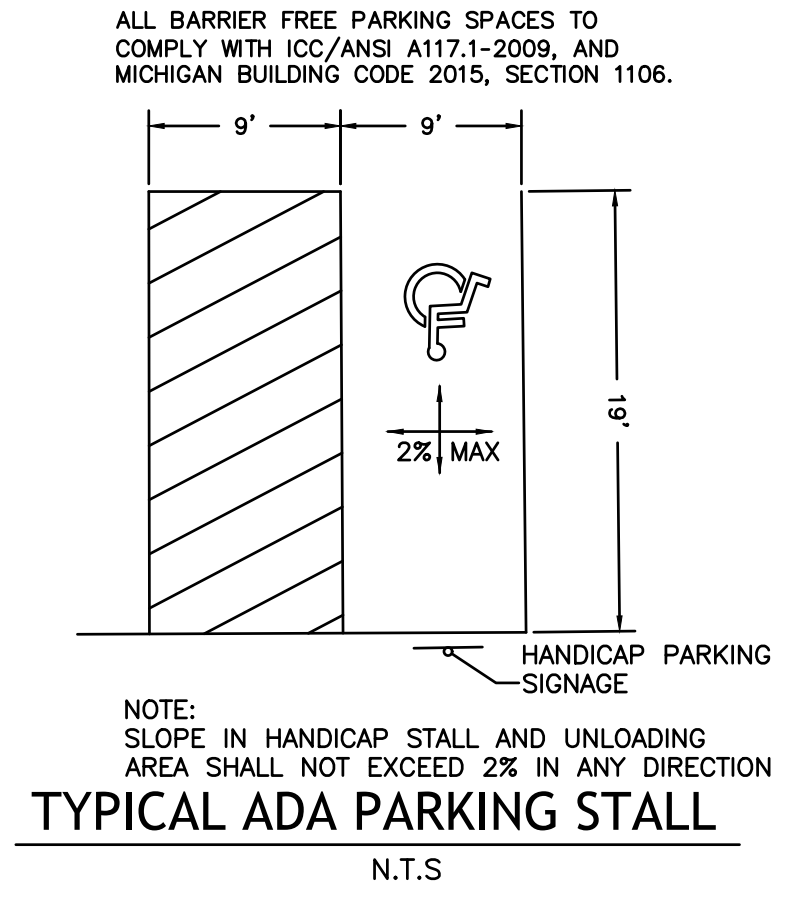 ALL BARRIER FREE PARKING SPACES TO
COMPLY WITH ICC/ANSI A117.1-2009, AND
MICHIGAN BUILDING CODE 2015, SECTION 1106.
9'
9'
19'
2% MAX
HANDICAP PARKING
SIGNAGE
NOTE:
SLOPE IN HANDICAP STALL AND UNLOADING
AREA SHALL NOT EXCEED 2% IN ANY DIRECTION
TYPICAL ADA PARKING STALL
N.T.S